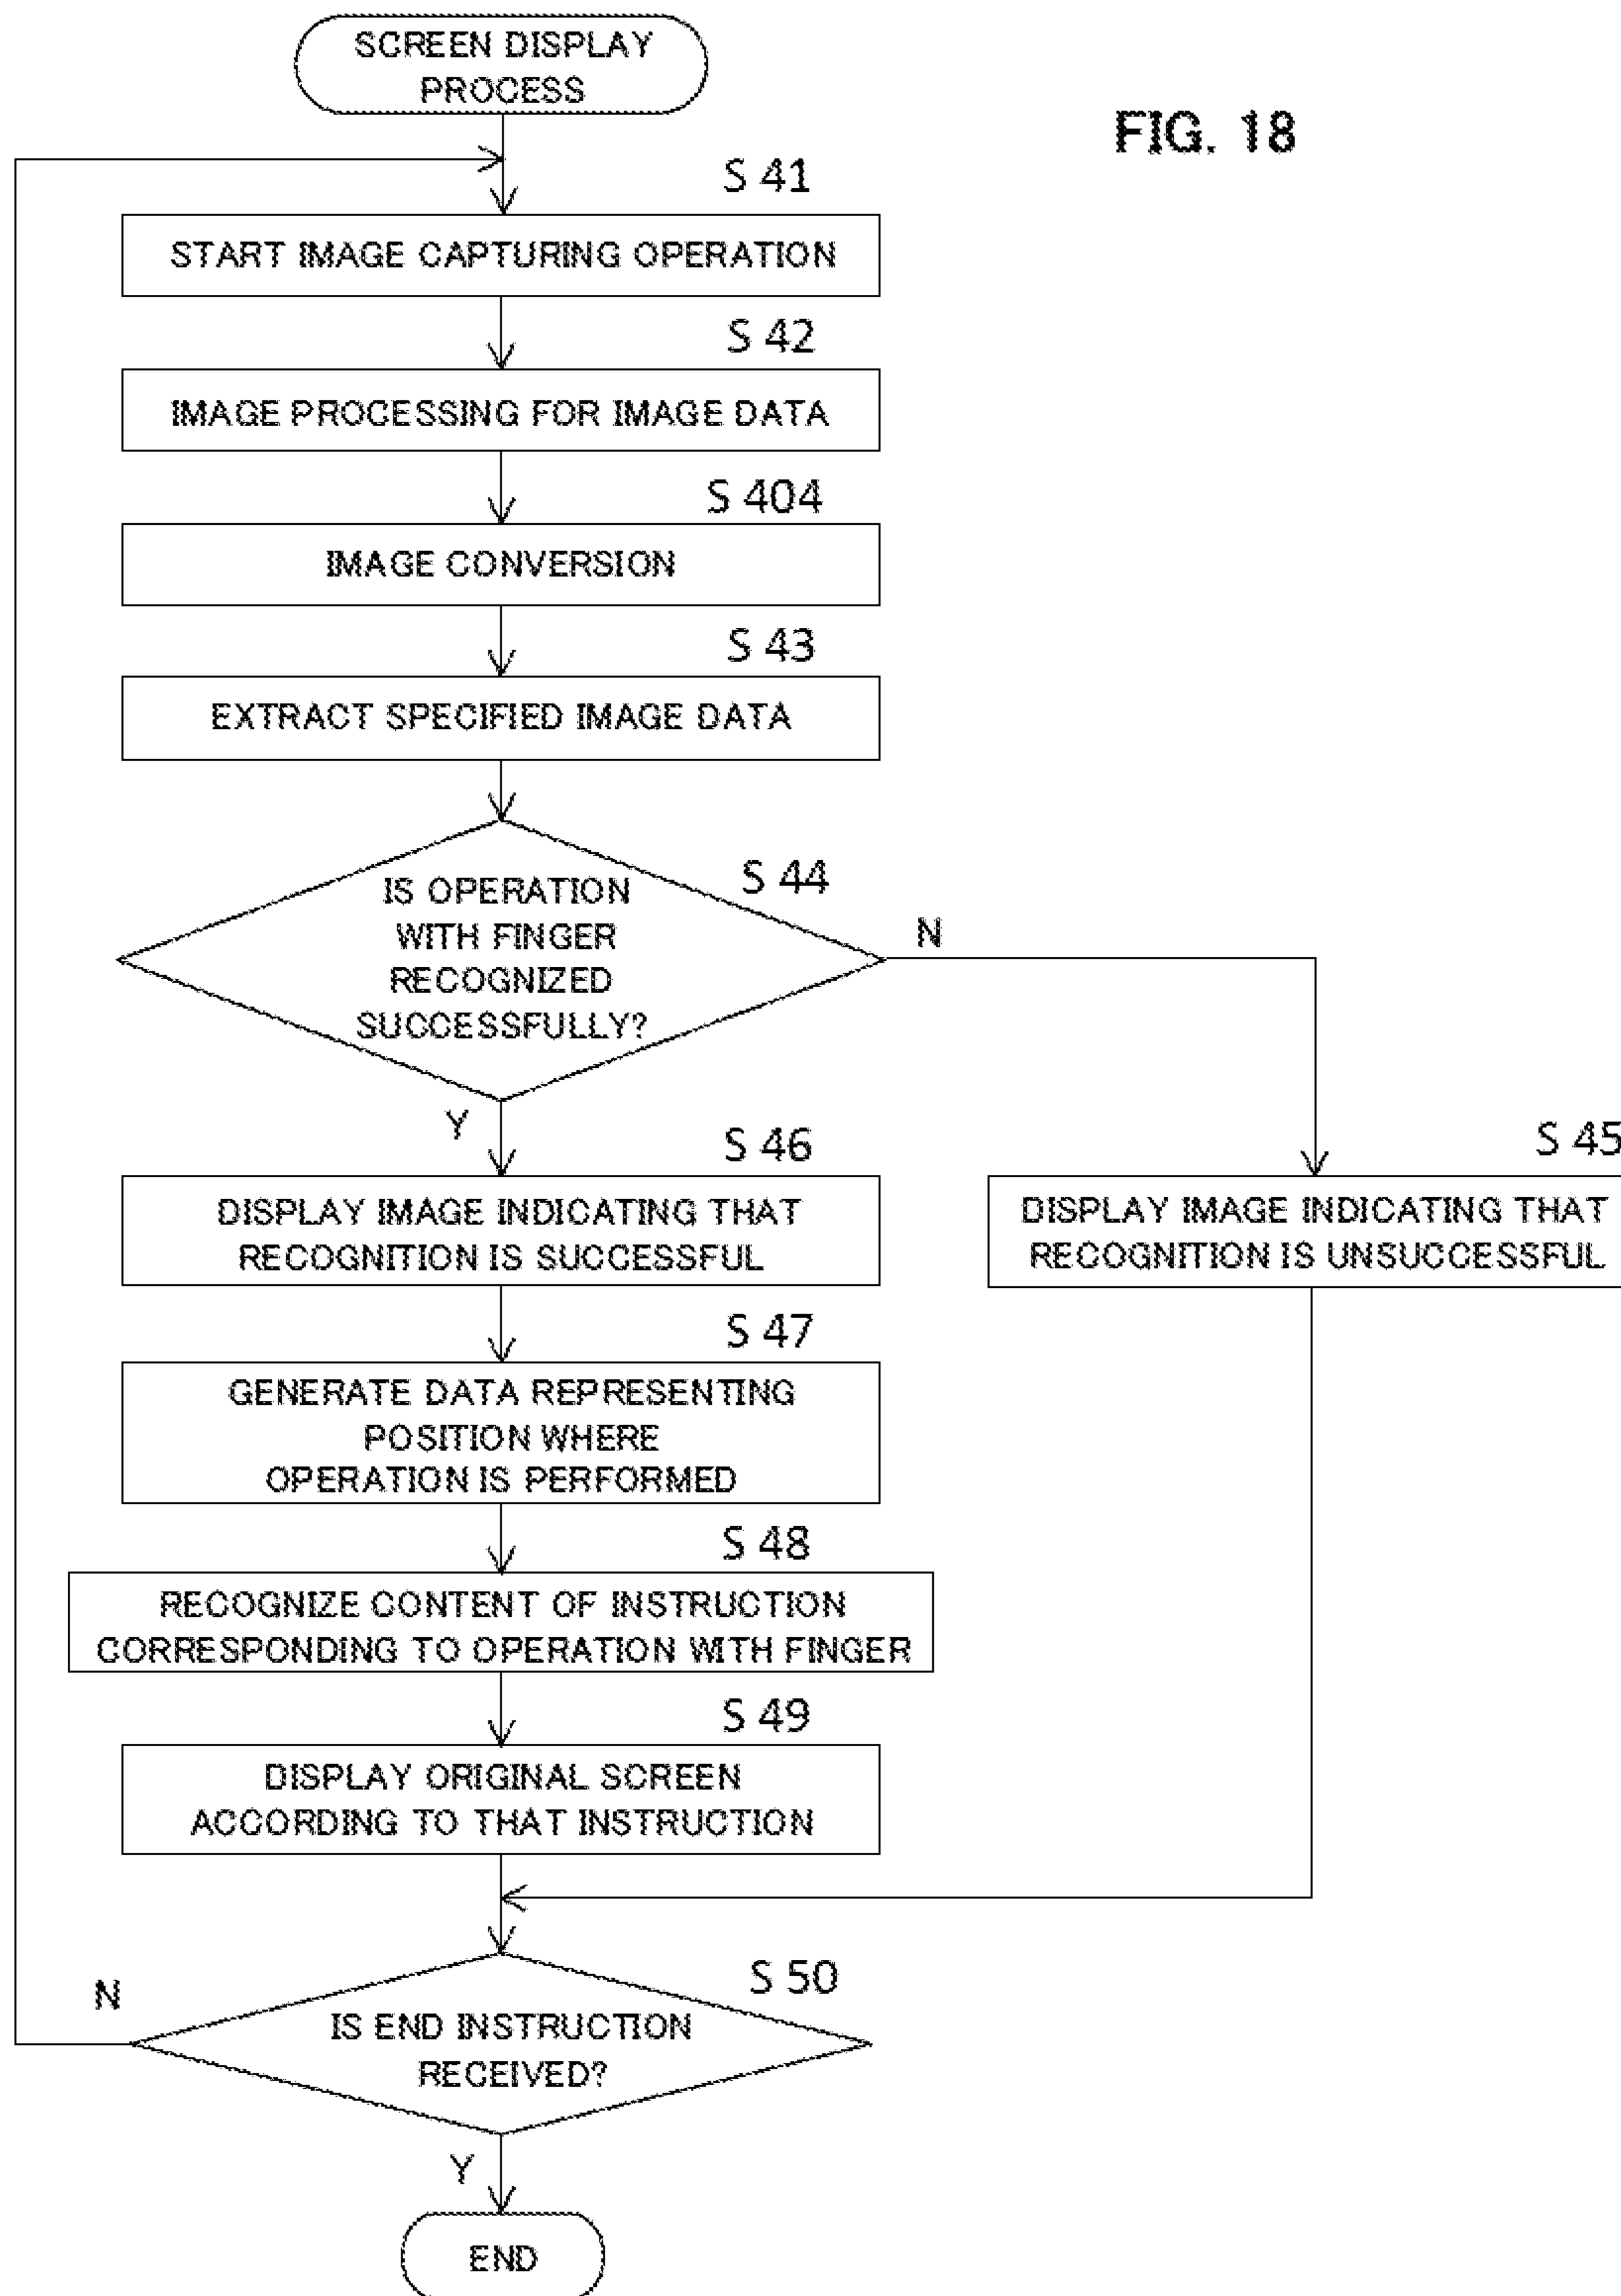 SCREEN DISPLAY
PROCESS
FIG. 18
S 41
START IMAGE CAPTURING OPERATION
S 42
IMAGE PROCESSING FOR IMAGE DATA
S 404
IMAGE CONVERSION
S 43
EXTRACT SPECIFIED IMAGE DATA
S 44
IS OPERATION
WITH FINGER
RECOGNIZED
SUCCESSFULLY?
N
Y
S 46
DISPLAY IMAGE INDICATING THAT
RECOGNITION IS SUCCESSFUL
S 45
DISPLAY IMAGE INDICATING THAT
RECOGNITION IS UNSUCCESSFUL
S 47
GENERATE DATA REPRESENTING
POSITION WHERE
OPERATION IS PERFORMED
S 48
RECOGNIZE CONTENT OF INSTRUCTION
CORRESPONDING TO OPERATION WITH FINGER
S 49
DISPLAY ORIGINAL SCREEN
ACCORDING TO THAT INSTRUCTION
S 50
N
IS END INSTRUCTION
RECEIVED?
Y
END